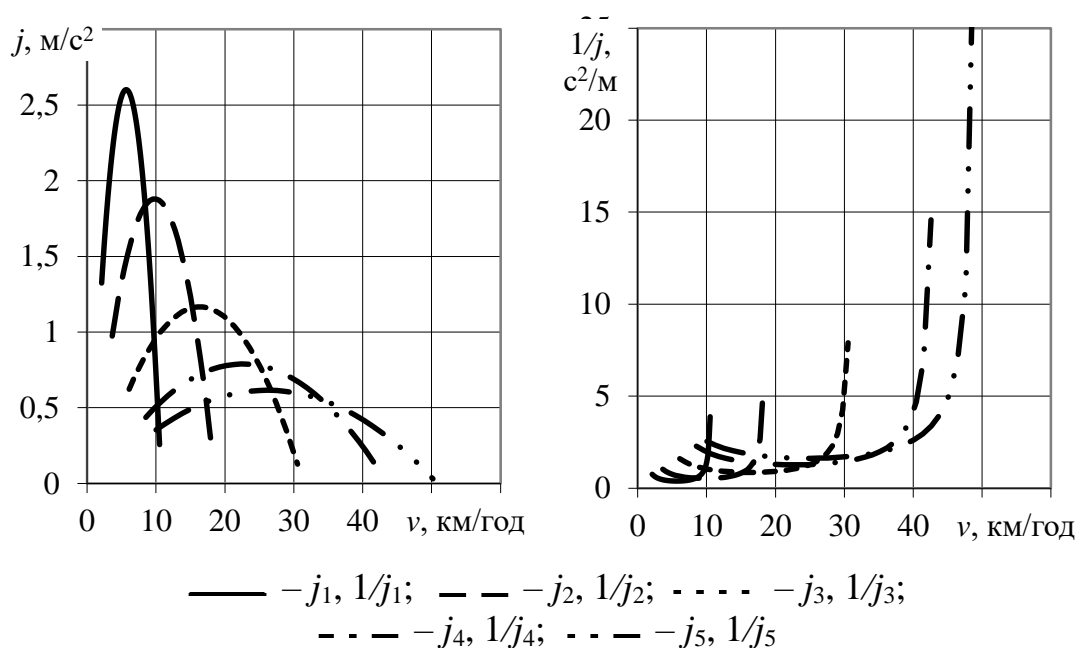 j, м/с²
2,5
2
1,5
1
0,5
0
0 10 20 30 40 v, км/год
1/j,
с²/м
20
15
10
5
0
0 10 20 30 40 v, км/год
– j₁, 1/j₁; – j₂, 1/j₂; – j₃, 1/j₃;
– j₄, 1/j₄; – j₅, 1/j₅